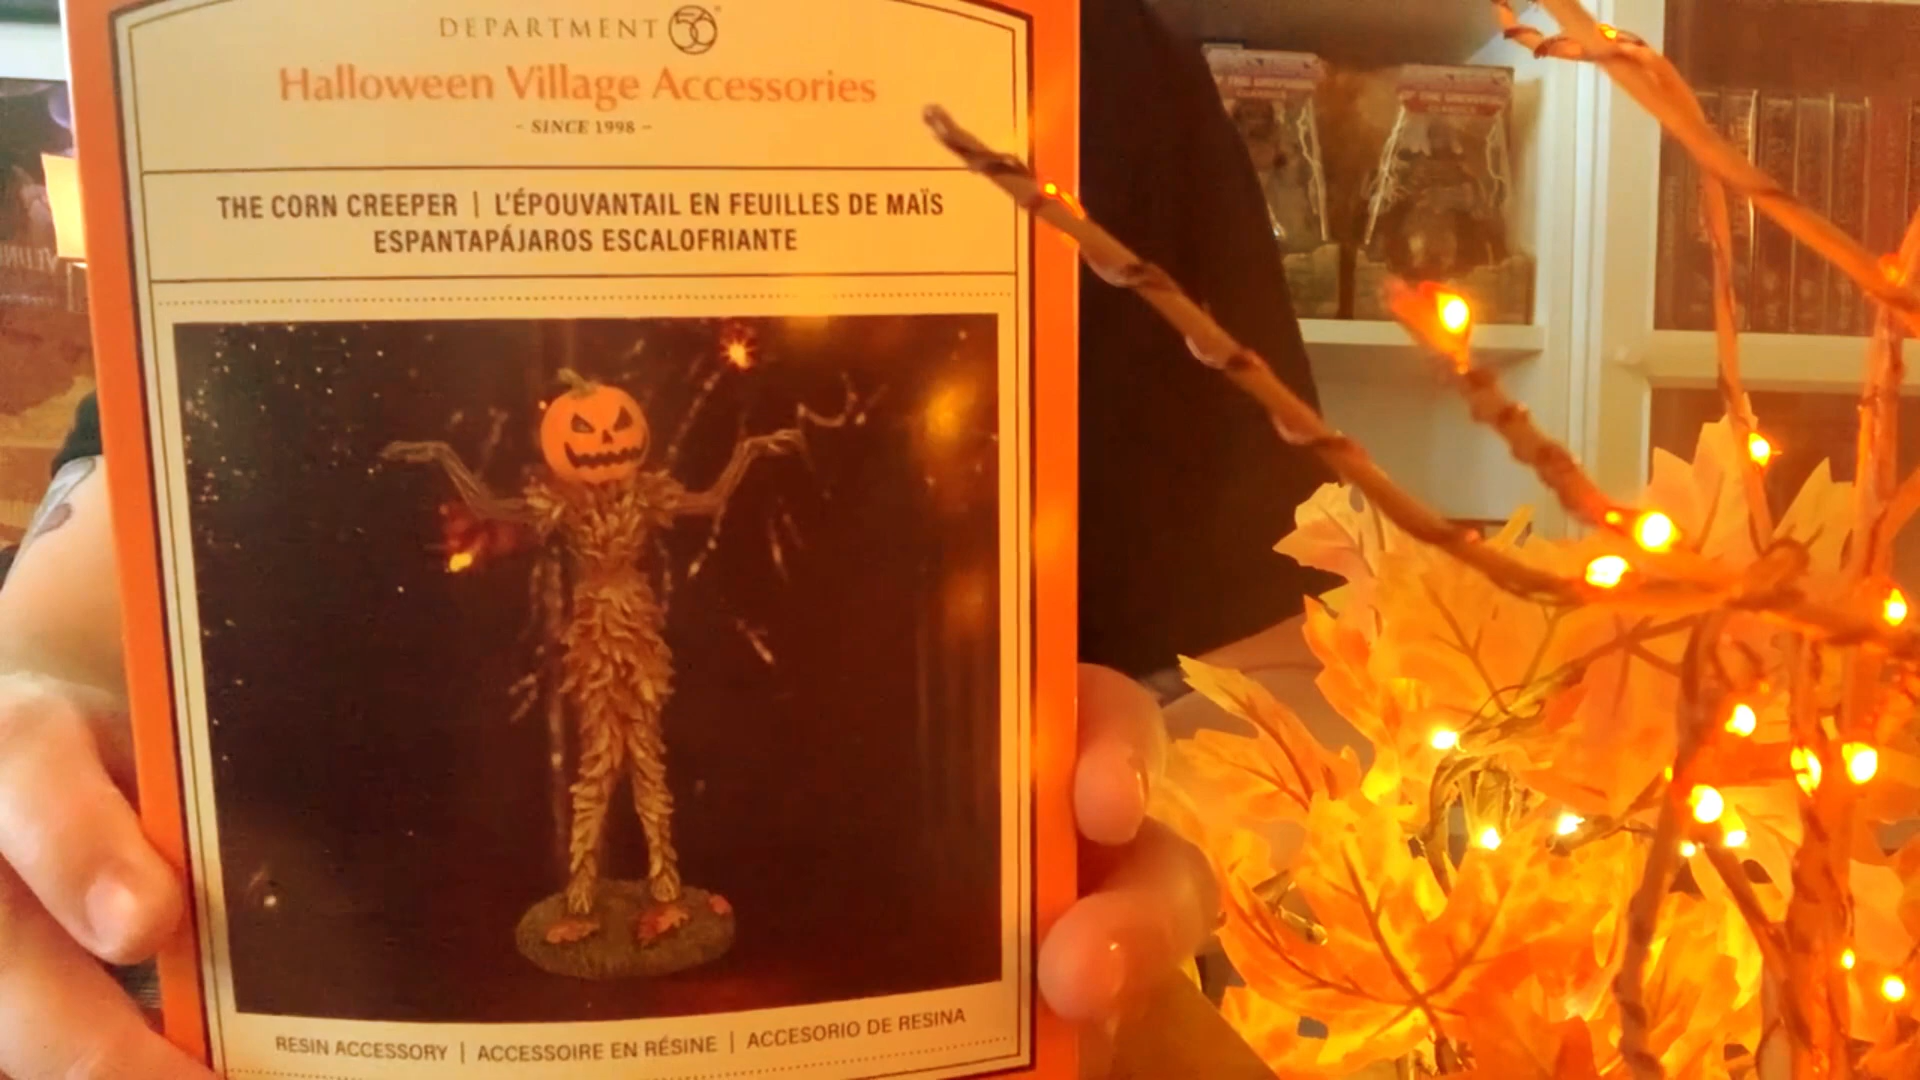 DEPARTMENT 56
Halloween Village Accessories
- SINCE 1998 -
THE CORN CREEPER | L'ÉPOUVANTAIL EN FEUILLES DE MAÏS
ESPANTAPÁJAROS ESCALOFRIANTE
RESIN ACCESSORY | ACCESSOIRE EN RÉSINE | ACCESORIO DE RESINA